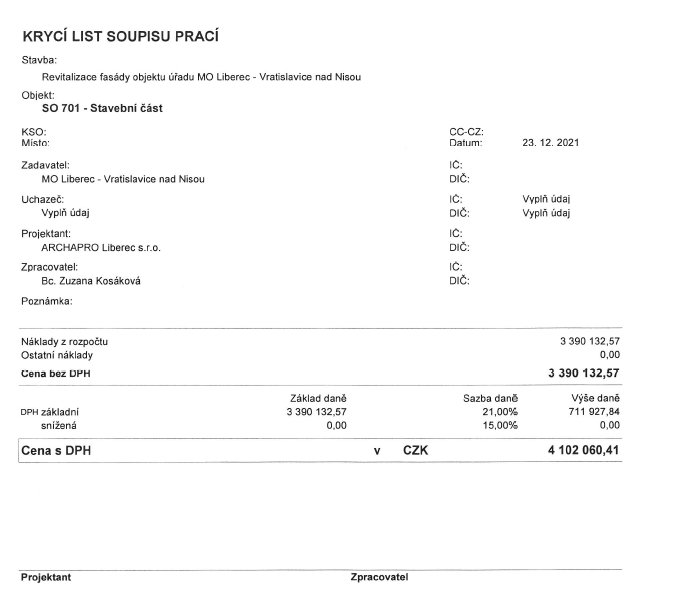 KRYCÍ LIST SOUPISU PRACÍ
Stavba:
Revitalizace fasády objektu úřadu MO Liberec - Vratislavice nad Nisou
Objekt:
SO 701 - Stavební část
KSO: CC-CZ:
Místo: Datum: 23. 12. 2021
Zadavatel: IČ:
MO Liberec - Vratislavice nad Nisou DIČ:
Uchazeč: IČ: Vyplň údaj
Vyplň údaj DIČ: Vyplň údaj
Projektant: IČ:
ARCHAPRO Liberec s.r.o. DIČ:
Zpracovatel: IČ:
Bc. Zuzana Kosáková DIČ:
Poznámka:
Náklady z rozpočtu 3 390 132,57
Ostatní náklady 0,00
Cena bez DPH 3 390 132,57
Základ daně Sazba daně Výše daně
DPH základní 3 390 132,57 21,00% 711 927,84
snížená 0,00 15,00% 0,00
Cena s DPH v CZK 4 102 060,41
Projektant Zpracovatel